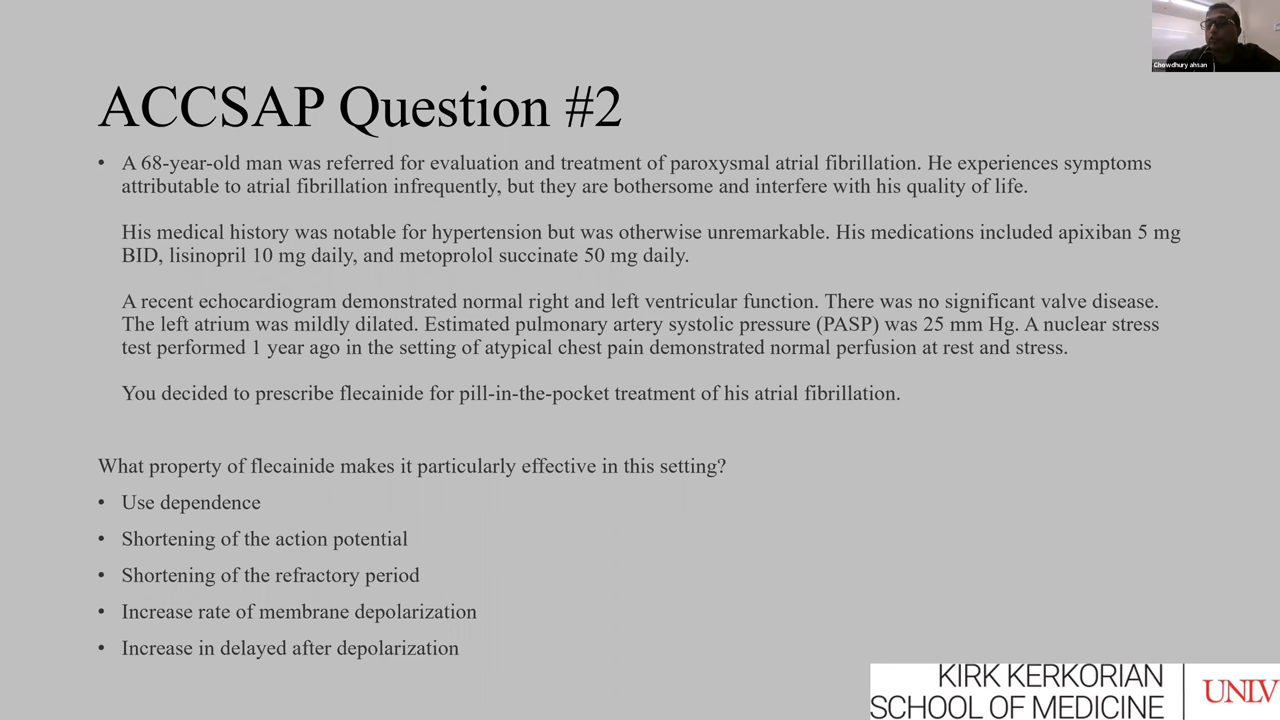 Chowdhury ahsan
ACCSAP Question #2
• A 68-year-old man was referred for evaluation and treatment of paroxysmal atrial fibrillation. He experiences symptoms
attributable to atrial fibrillation infrequently, but they are bothersome and interfere with his quality of life.
His medical history was notable for hypertension but was otherwise unremarkable. His medications included apixiban 5 mg
BID, lisinopril 10 mg daily, and metoprolol succinate 50 mg daily.
A recent echocardiogram demonstrated normal right and left ventricular function. There was no significant valve disease.
The left atrium was mildly dilated. Estimated pulmonary artery systolic pressure (PASP) was 25 mm Hg. A nuclear stress
test performed 1 year ago in the setting of atypical chest pain demonstrated normal perfusion at rest and stress.
You decided to prescribe flecainide for pill-in-the-pocket treatment of his atrial fibrillation.
What property of flecainide makes it particularly effective in this setting?
• Use dependence
• Shortening of the action potential
• Shortening of the refractory period
• Increase rate of membrane depolarization
• Increase in delayed after depolarization
KIRK KERKORIAN
SCHOOL OF MEDICINE
UNLV